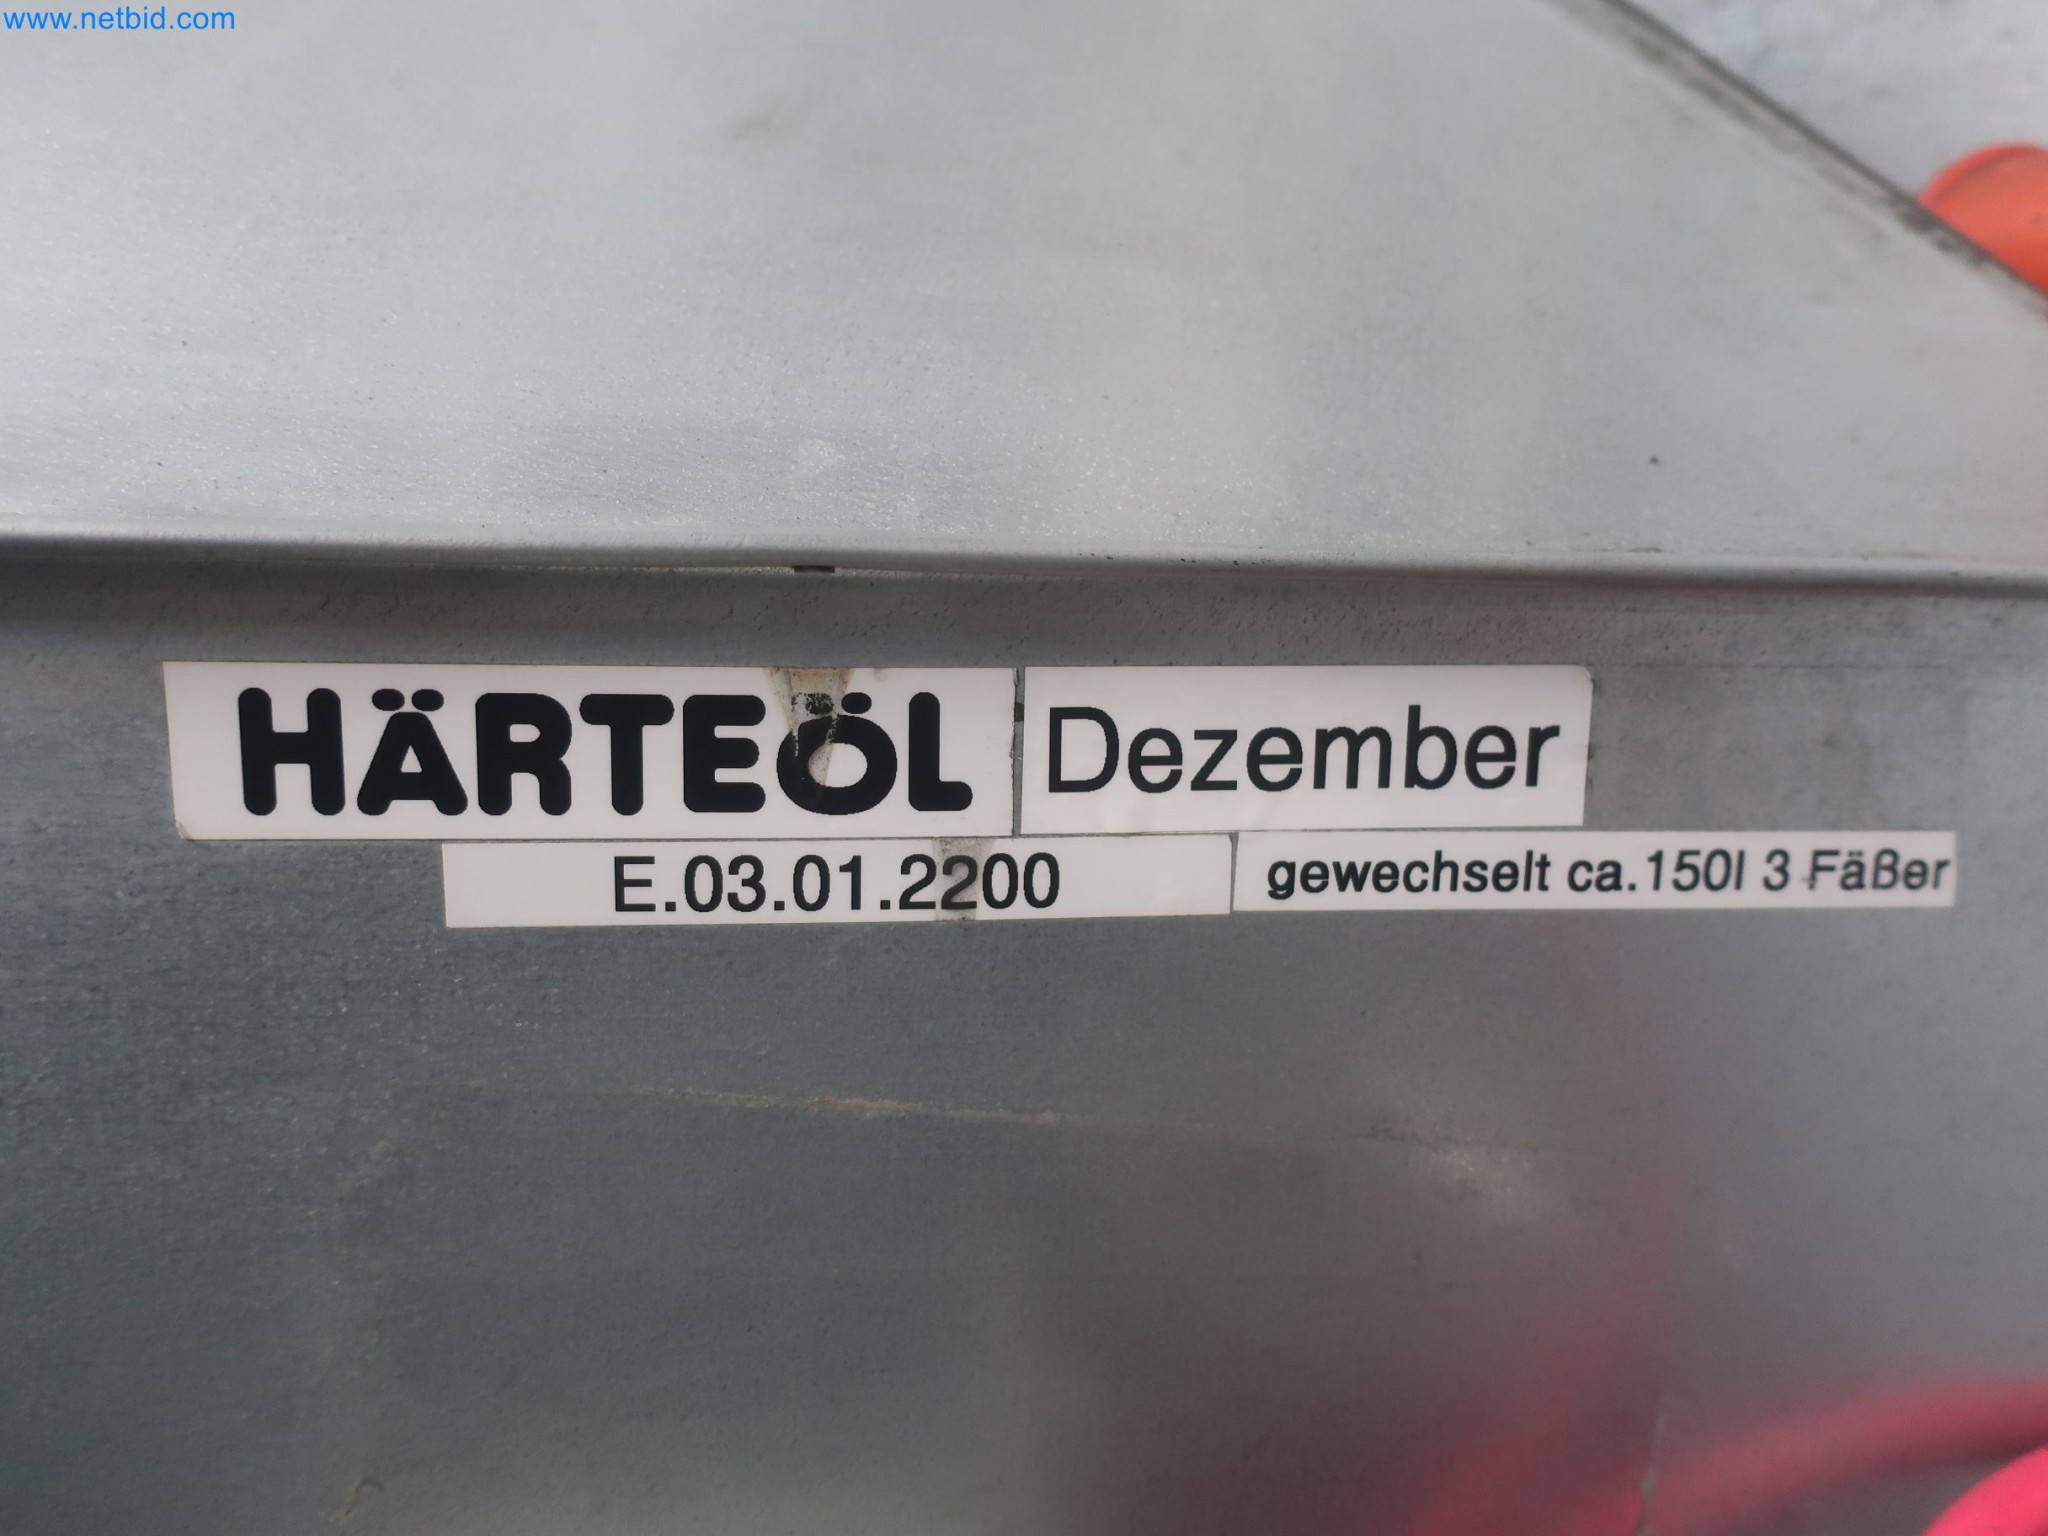 www.netbid.com
HÄRTEÖL Dezember
E.03.01.2200 gewechselt ca.150l 3 Fäßer